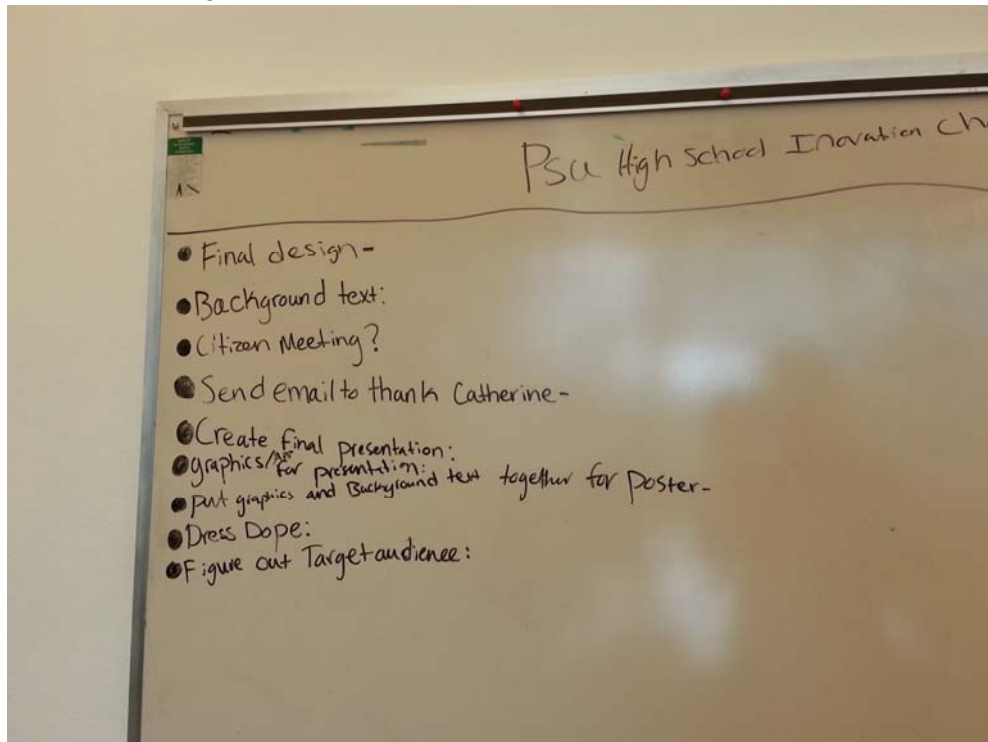 Psu High School Inovation Ch
• Final design-
• Background text:
• Citizen Meeting?
• Send email to thank Catherine-
• Create final presentation:
• graphics/Art for presentation:
• put graphics and Background text together for poster-
• Dress Dope:
• Figure out Target audience: